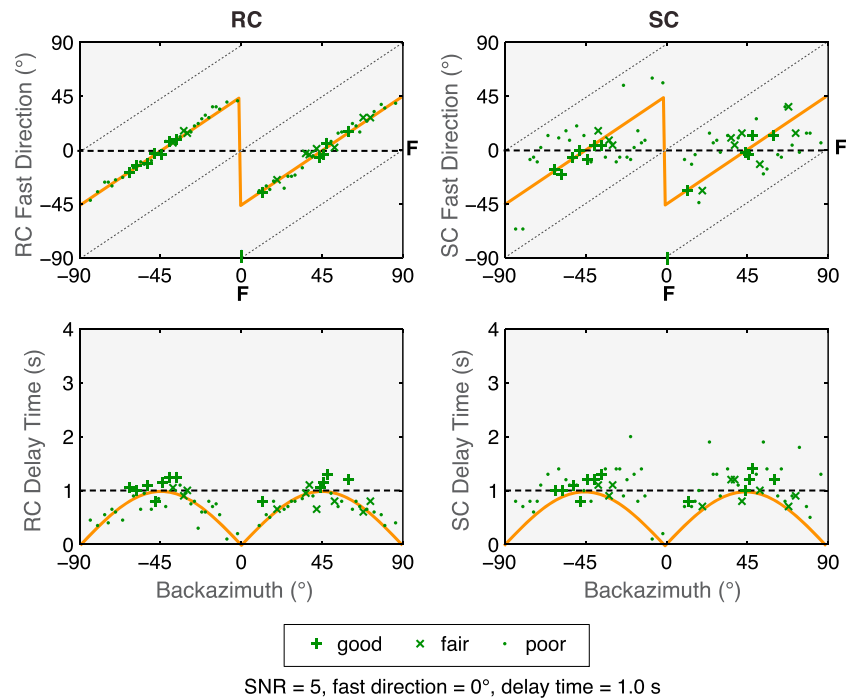 RC
SC
RC Fast Direction (°)
90
45
0
−45
−90
F
−90
−45
0
45
90
F
SC Fast Direction (°)
90
45
0
−45
−90
F
−90
−45
0
45
90
F
RC Delay Time (s)
4
3
2
1
0
−90
−45
0
45
90
Backazimuth (°)
SC Delay Time (s)
4
3
2
1
0
−90
−45
0
45
90
Backazimuth (°)
good fair poor
SNR = 5, fast direction = 0°, delay time = 1.0 s